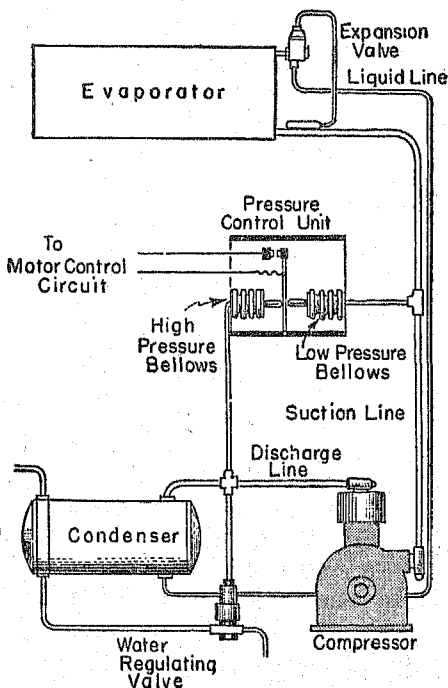 Expansion
Valve
Liquid Line
Evaporator
Pressure
Control Unit
To
Motor Control
Circuit
High
Pressure
Bellows
Low Pressure
Bellows
Suction Line
Discharge
Line
Condenser
Compressor
Water
Regulating
Valve